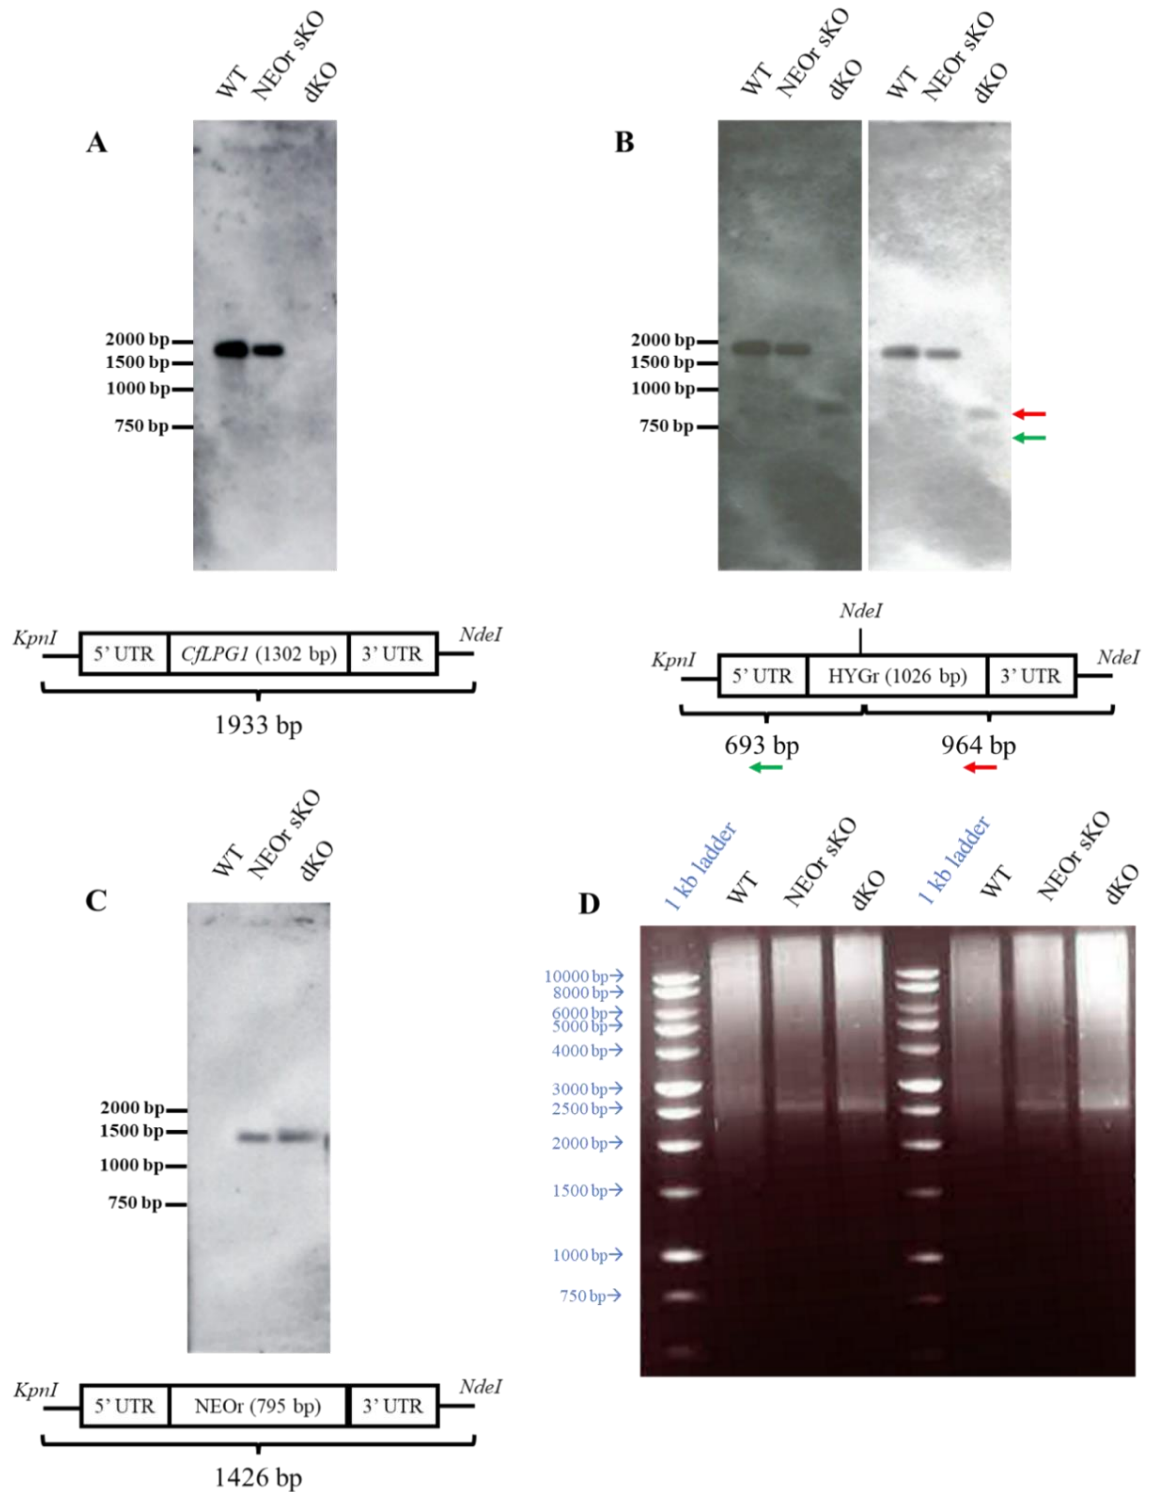 WT
NEOr sKO
dKO
WT
NEOr sKO
dKO
WT
NEOr sKO
dKO
A
B
2000 bp
1500 bp
1000 bp
750 bp
2000 bp
1500 bp
1000 bp
750 bp
KpnI
5’ UTR
CfLPG1 (1302 bp)
3’ UTR
NdeI
1933 bp
NdeI
KpnI
5’ UTR
HYGr (1026 bp)
3’ UTR
NdeI
693 bp
964 bp
WT
NEOr sKO
dKO
C
2000 bp
1500 bp
1000 bp
750 bp
KpnI
5’ UTR
NEOr (795 bp)
3’ UTR
NdeI
1426 bp
1 kb ladder
WT
NEOr sKO
dKO
1 kb ladder
WT
NEOr sKO
dKO
D
10000 bp→
8000 bp→
6000 bp→
5000 bp→
4000 bp→
3000 bp→
2500 bp→
2000 bp→
1500 bp→
1000 bp→
750 bp→